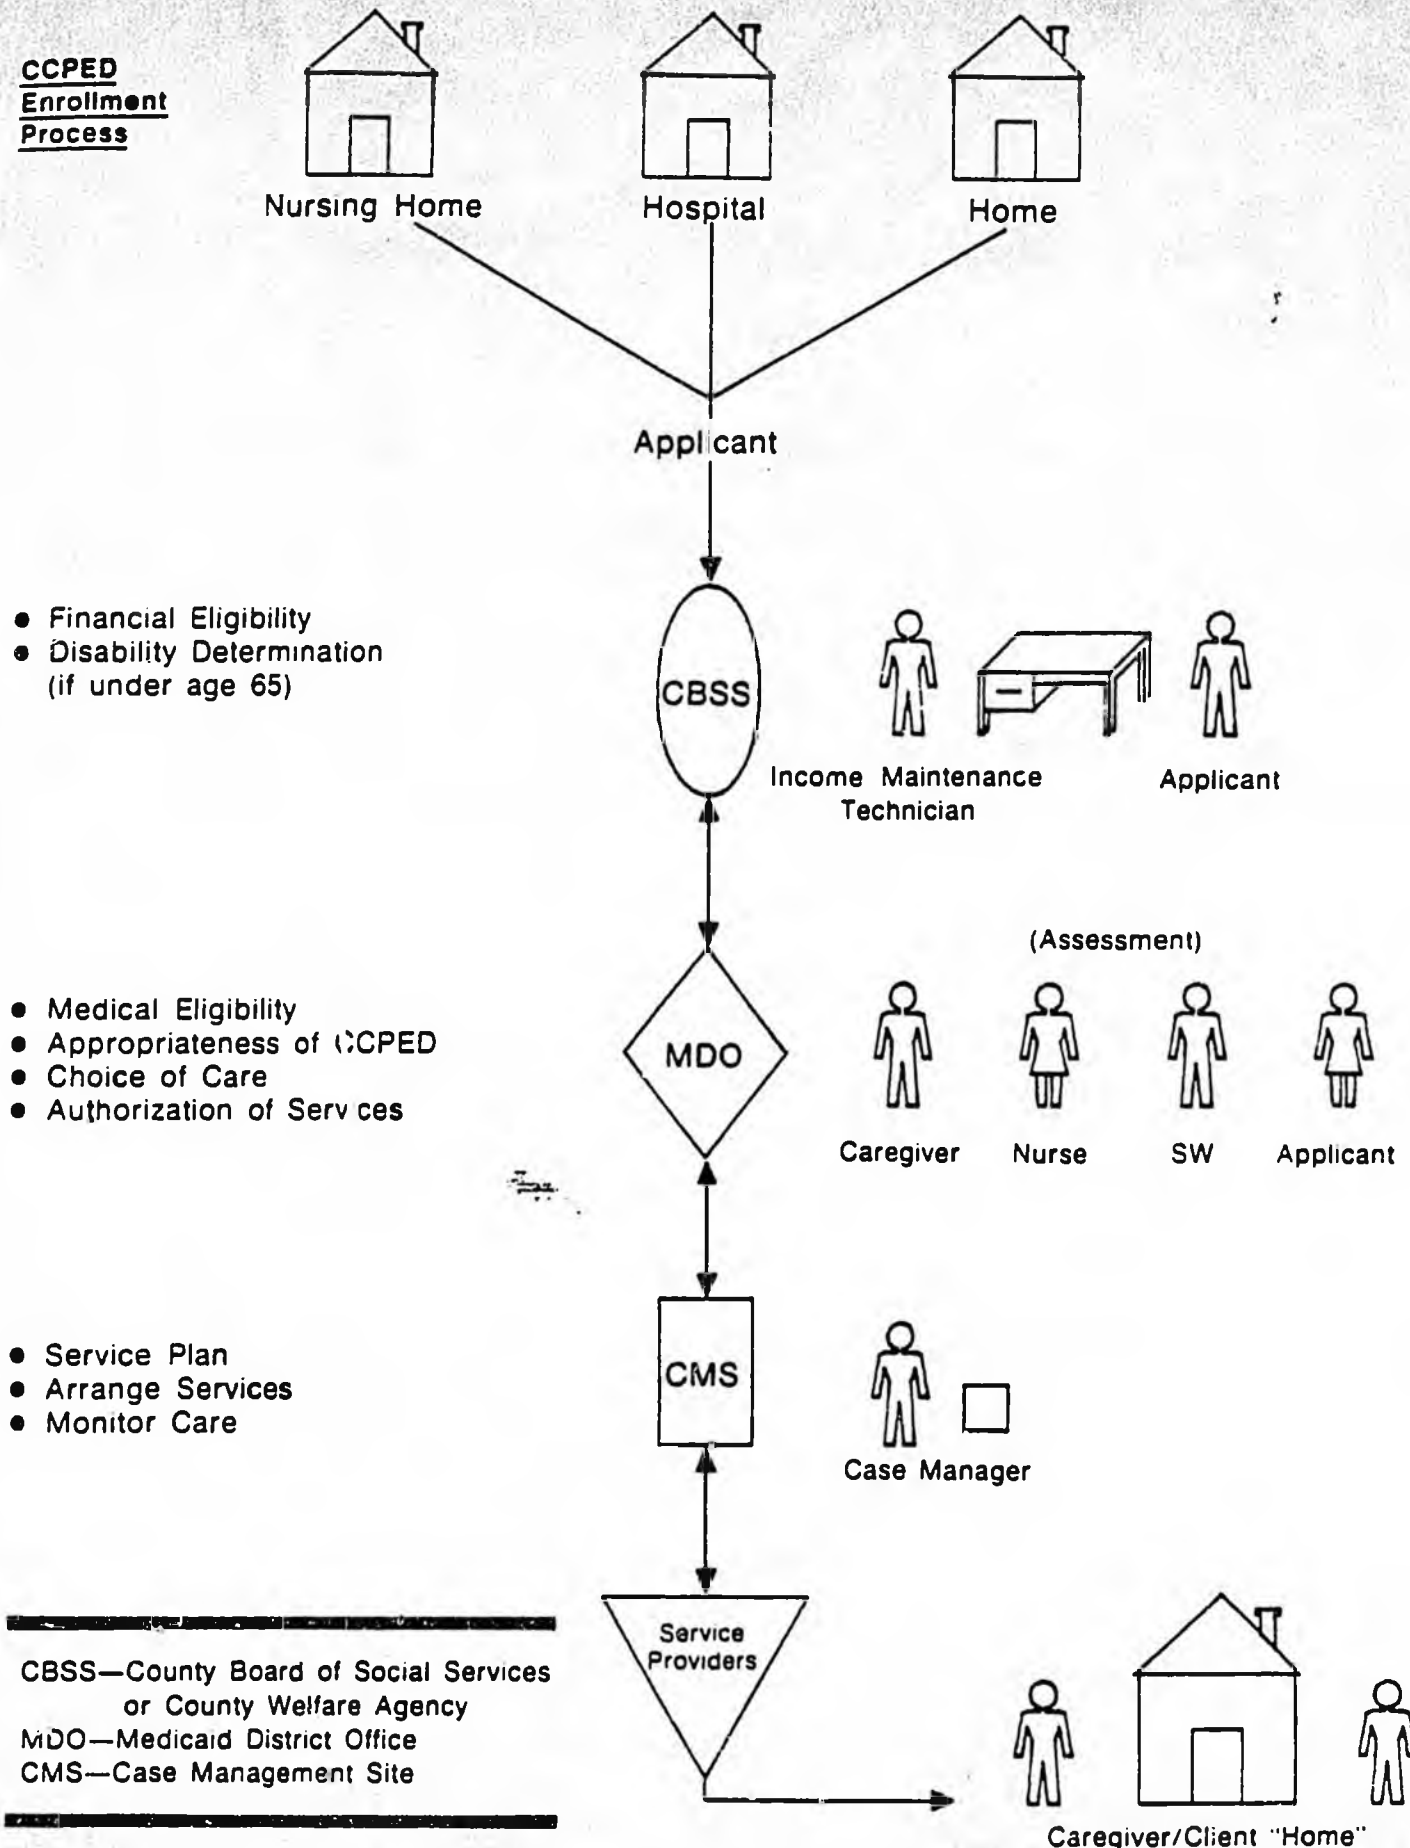 CCPED
Enrollment
Process
Nursing Home
Hospital
Home
Applicant
● Financial Eligibility
● Disability Determination
(if under age 65)
CBSS
Income Maintenance
Technician
Applicant
(Assessment)
● Medical Eligibility
● Appropriateness of CCPED
● Choice of Care
● Authorization of Services
MDO
Caregiver
Nurse
SW
Applicant
● Service Plan
● Arrange Services
● Monitor Care
CMS
Case Manager
Service
Providers
CBSS—County Board of Social Services
or County Welfare Agency
MDO—Medicaid District Office
CMS—Case Management Site
Caregiver/Client "Home"